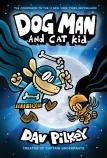 THE COMPANION TO THE #1 NEW YORK TIMES BESTSELLER
DOG MAN
AND CAT KID
DAV PILKEY
CREATOR OF CAPTAIN UNDERPANTS